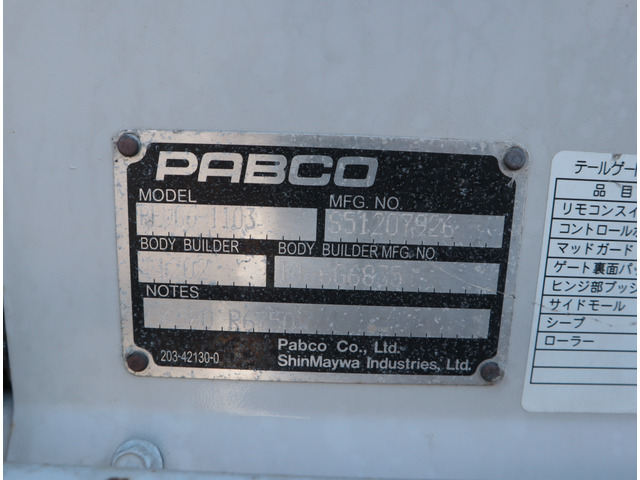 PABCO
MODEL
MFG. NO.
S51207926
BODY BUILDER
BODY BUILDER MFG. NO.
NOTES
203-42130-0
Pabco Co., Ltd.
ShinMaywa Industries, Ltd.
テールゲー
品 目
リモコンスイ
コントロール
マッドガード
ゲート裏面パ
ヒンジ部ブッシ
サイドモール
シーブ
ローラー